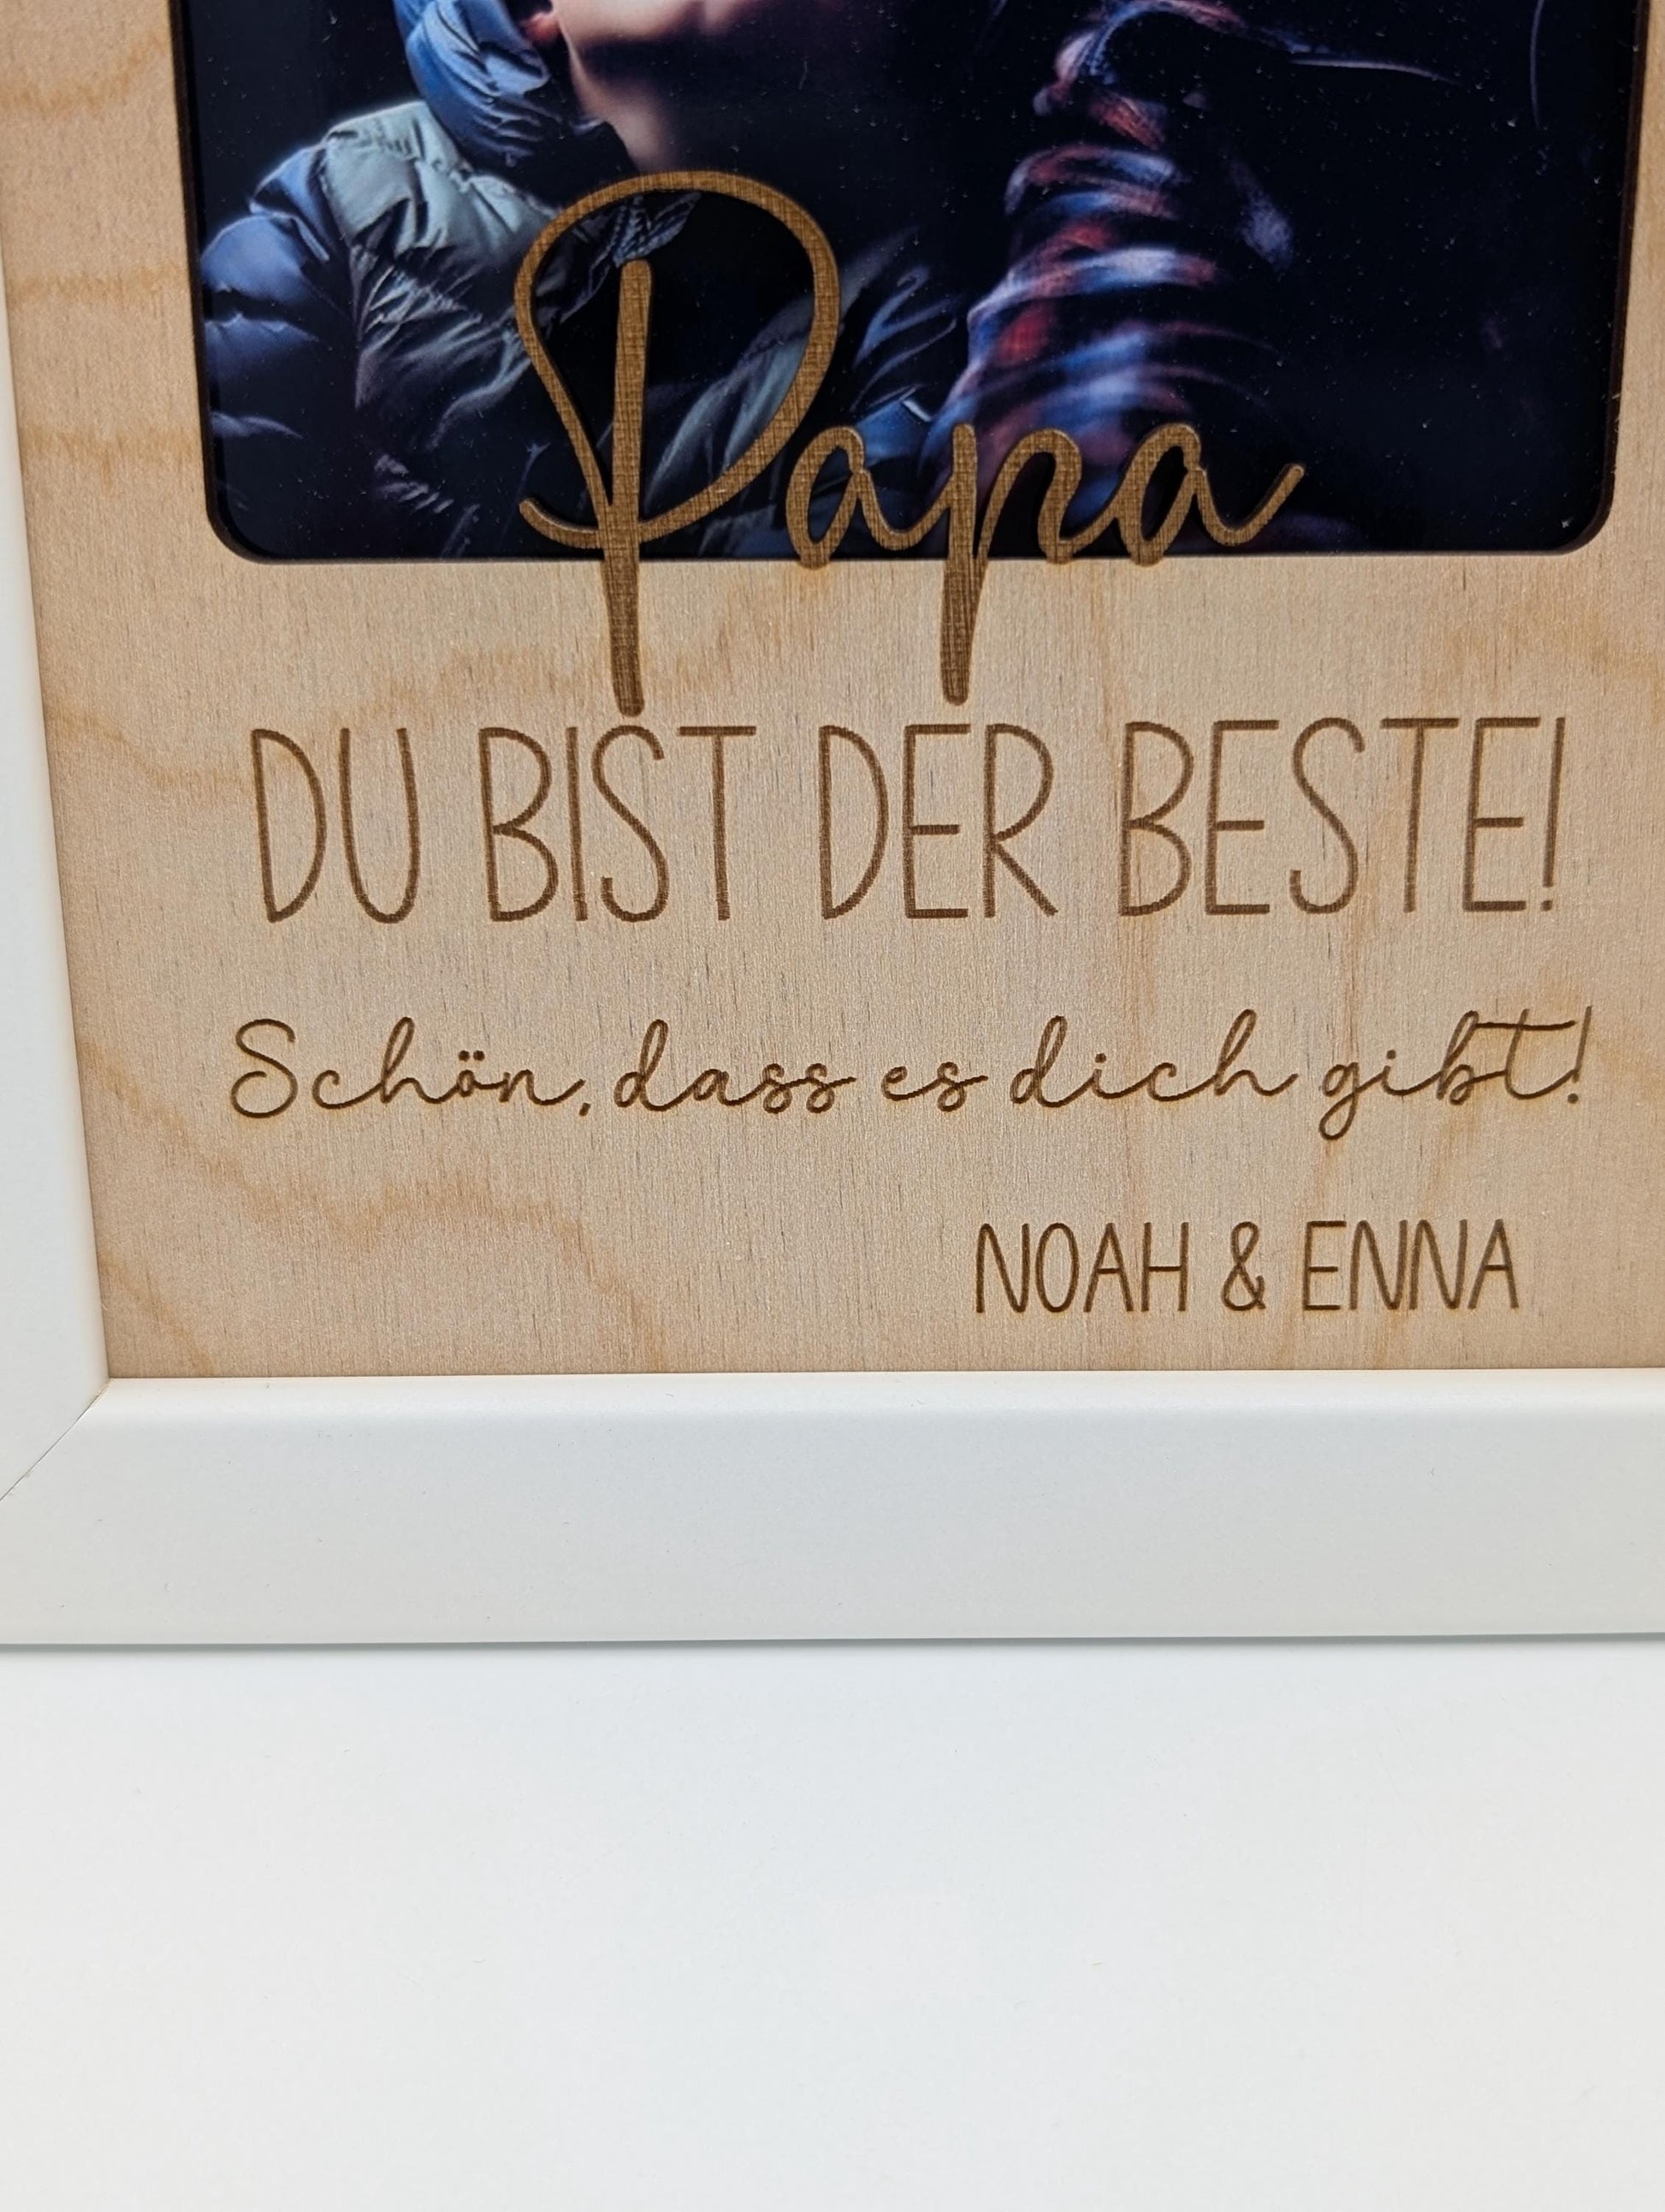 Papa
DU BIST DER BESTE!
Schön, dass es dich gibt!
NOAH & ENNA